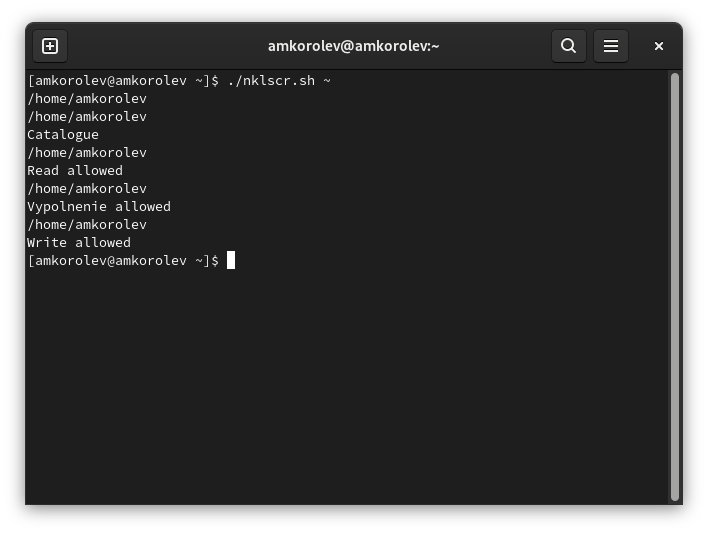 amkorolev@amkorolev:~
[amkorolev@amkorolev ~]$ ./nklscr.sh ~
/home/amkorolev
/home/amkorolev
Catalogue
/home/amkorolev
Read allowed
/home/amkorolev
Vypolnenie allowed
/home/amkorolev
Write allowed
[amkorolev@amkorolev ~]$